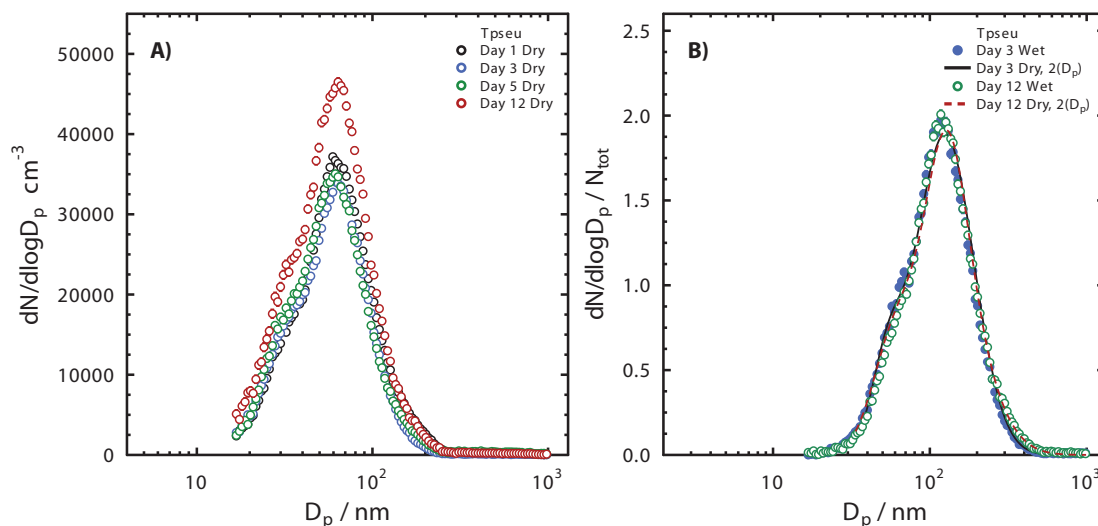 A)
Tpseu
Day 1 Dry
Day 3 Dry
Day 5 Dry
Day 12 Dry
50000
40000
30000
20000
10000
0
dN/dlogDₚ cm⁻³
10
10²
10³
Dₚ / nm
B)
Tpseu
Day 3 Wet
Day 3 Dry, 2(Dₚ)
Day 12 Wet
Day 12 Dry, 2(Dₚ)
2.5
2.0
1.5
1.0
0.5
0.0
dN/dlogDₚ / Nₜₒₜ
10
10²
10³
Dₚ / nm